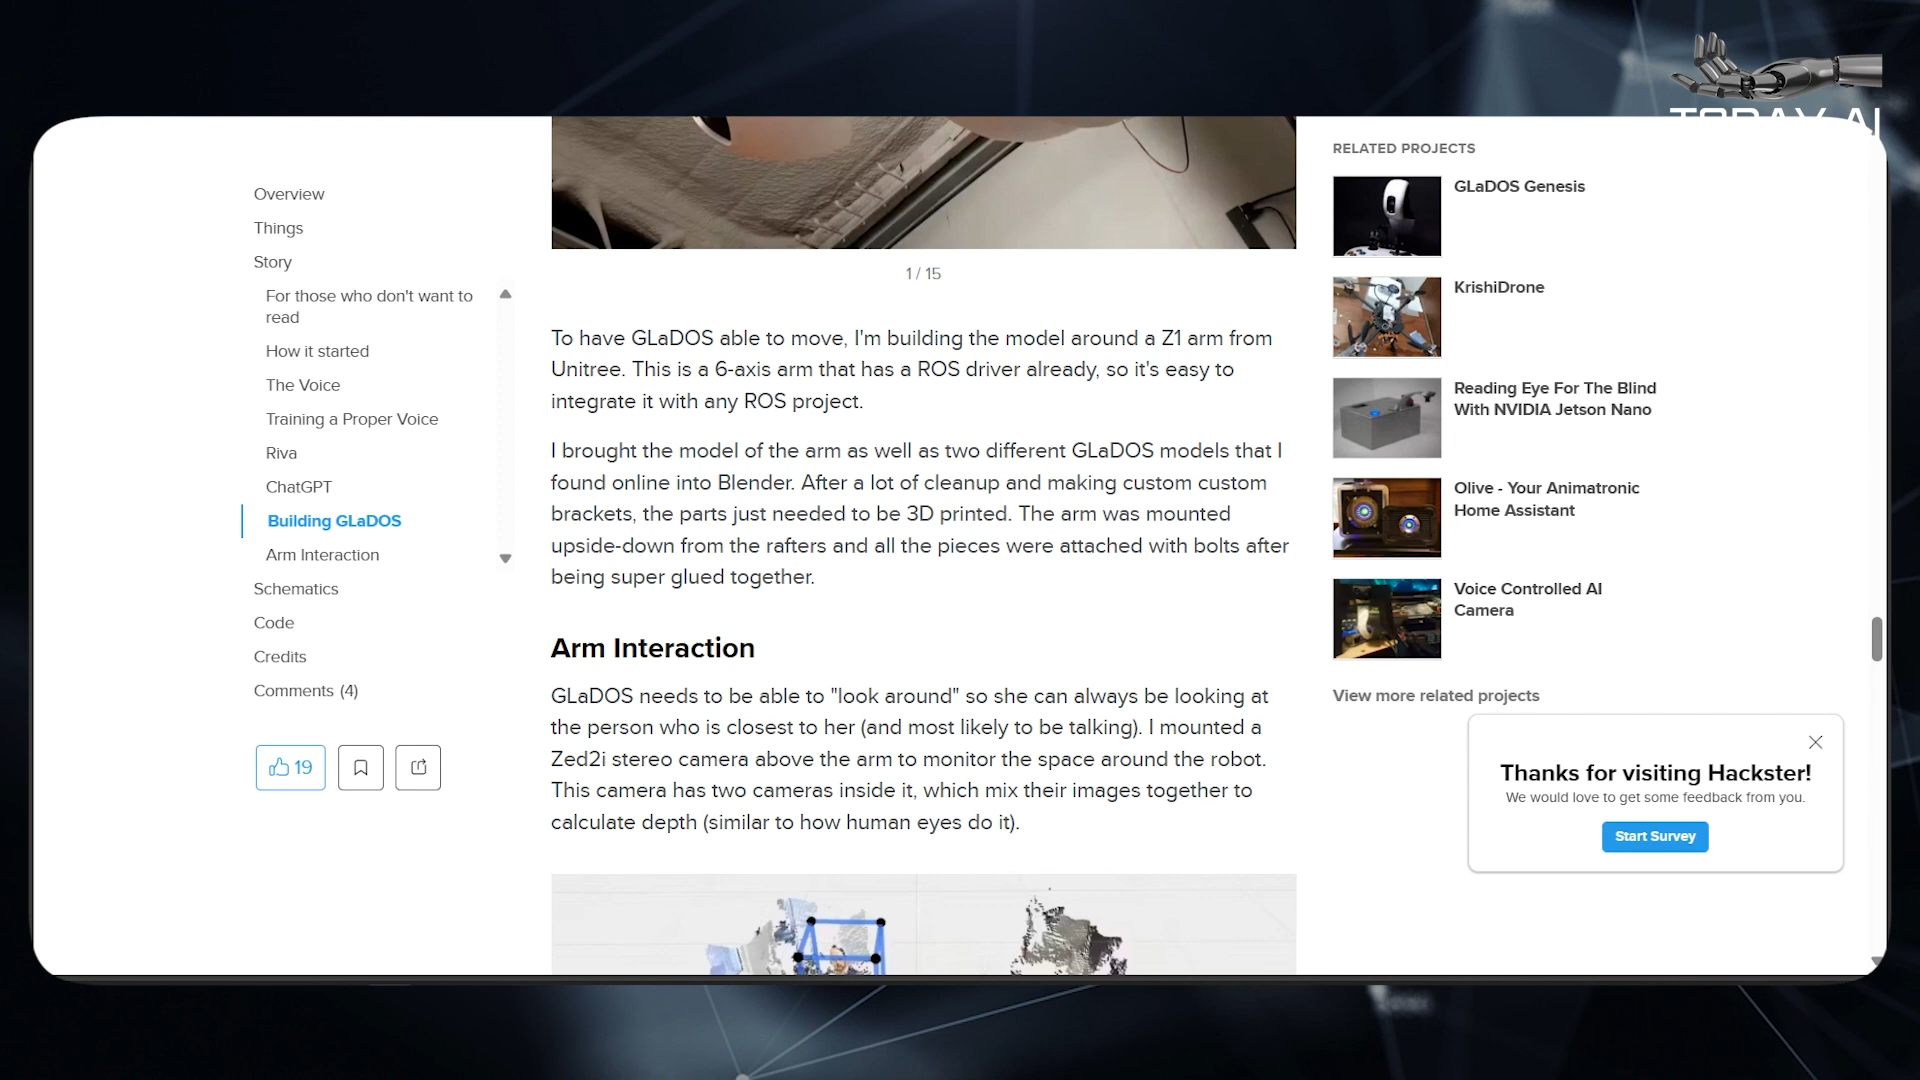 TODAY AI
Overview
Things
Story
For those who don't want to
read
How it started
The Voice
Training a Proper Voice
Riva
ChatGPT
Building GLaDOS
Arm Interaction
Schematics
Code
Credits
Comments (4)
19
1 / 15
To have GLaDOS able to move, I'm building the model around a Z1 arm from
Unitree. This is a 6-axis arm that has a ROS driver already, so it's easy to
integrate it with any ROS project.
I brought the model of the arm as well as two different GLaDOS models that I
found online into Blender. After a lot of cleanup and making custom custom
brackets, the parts just needed to be 3D printed. The arm was mounted
upside-down from the rafters and all the pieces were attached with bolts after
being super glued together.
Arm Interaction
GLaDOS needs to be able to "look around" so she can always be looking at
the person who is closest to her (and most likely to be talking). I mounted a
Zed2i stereo camera above the arm to monitor the space around the robot.
This camera has two cameras inside it, which mix their images together to
calculate depth (similar to how human eyes do it).
RELATED PROJECTS
GLaDOS Genesis
KrishiDrone
Reading Eye For The Blind
With NVIDIA Jetson Nano
Olive - Your Animatronic
Home Assistant
Voice Controlled AI
Camera
View more related projects
Thanks for visiting Hackster!
We would love to get some feedback from you.
Start Survey